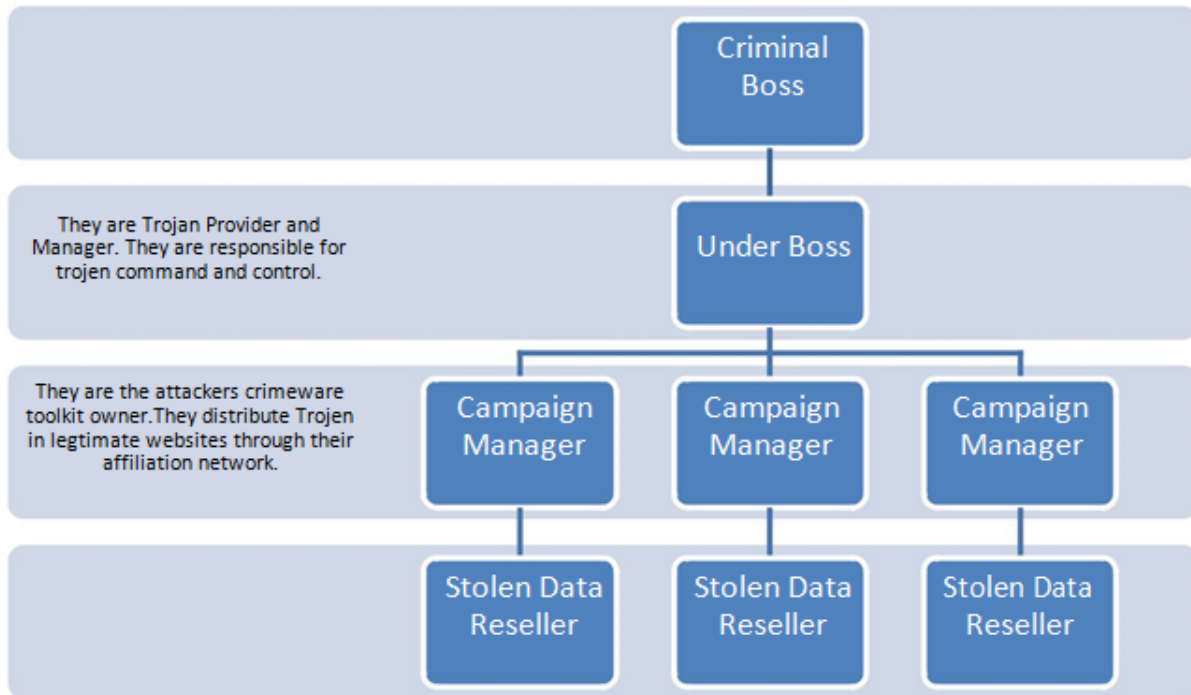 Criminal
Boss
They are Trojan Provider and
Manager. They are responsible for
trojen command and control.
Under Boss
They are the attackers crimeware
toolkit owner.They distribute Trojen
in legtimate websites through their
affiliation network.
Campaign
Manager
Campaign
Manager
Campaign
Manager
Stolen Data
Reseller
Stolen Data
Reseller
Stolen Data
Reseller